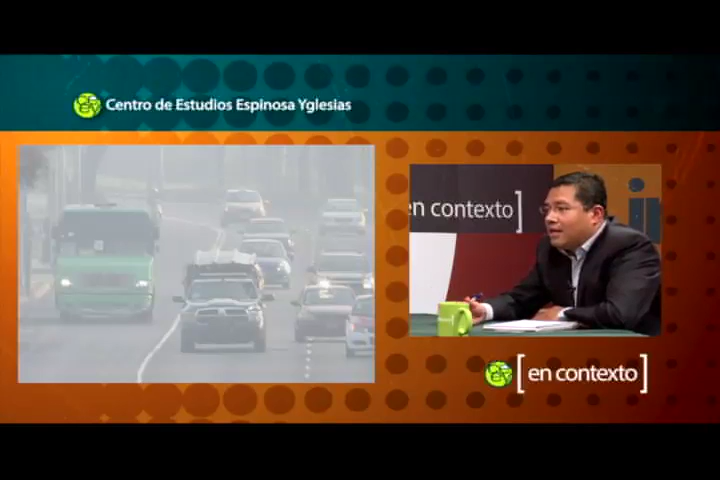 Centro de Estudios Espinosa Yglesias
en contexto]
[en contexto]